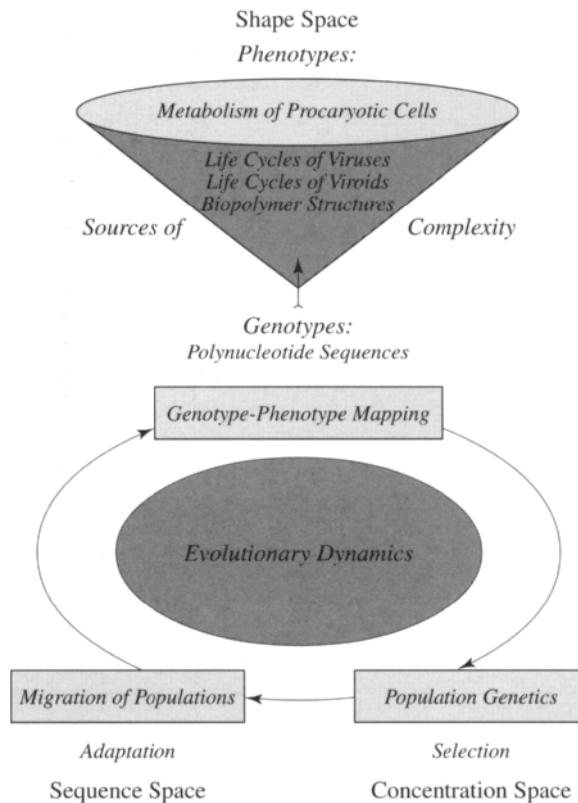 Shape Space
Phenotypes:
Metabolism of Procaryotic Cells
Life Cycles of Viruses
Life Cycles of Viroids
Biopolymer Structures
Sources of
Complexity
Genotypes:
Polynucleotide Sequences
Genotype-Phenotype Mapping
Evolutionary Dynamics
Migration of Populations
Population Genetics
Adaptation
Selection
Sequence Space
Concentration Space